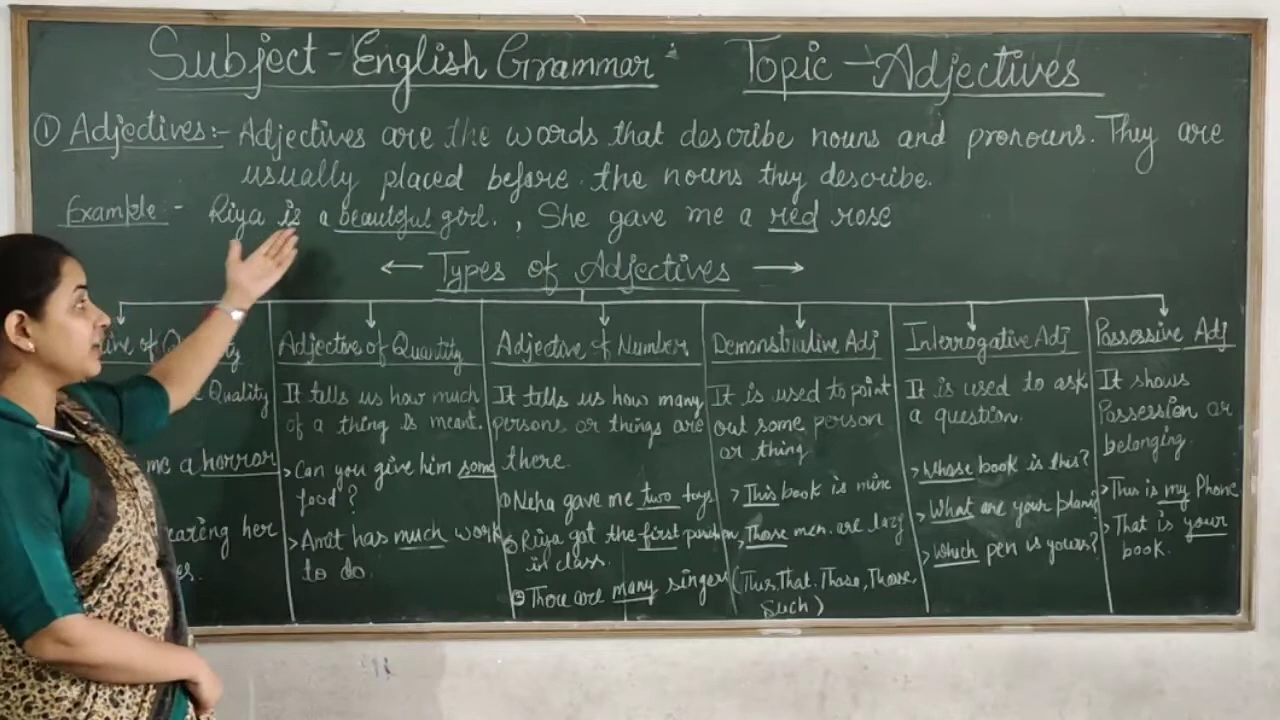 Subject - English Grammar : Topic - Adjectives
① Adjectives :- Adjectives are the words that describe nouns and pronouns. They are
usually placed before the nouns they describe.
Example :- Riya is a beautiful girl. , She gave me a red rose
← Types of Adjectives →
of
Quality
me a horror
earing her
Adjective of Quantity
It tells us how much
of a thing is meant.
> Can you give him some
food ?
> Amit has much work
to do.
Adjective of Number
It tells us how many
persons or things are
there.
① Neha gave me two toys
② Riya got the first position
in class.
③ There are many singers
Demonstrative Adj
It is used to point
out some person
or thing
> This book is mine
> Those men are lazy
(This, That, These, Those,
Such)
Interrogative Adj
It is used to ask
a question.
> Whose book is this?
> What are your plans?
> Which pen is yours?
Possessive Adj
It shows
Possession or
belonging.
> This is my Phone
> That is your
book.